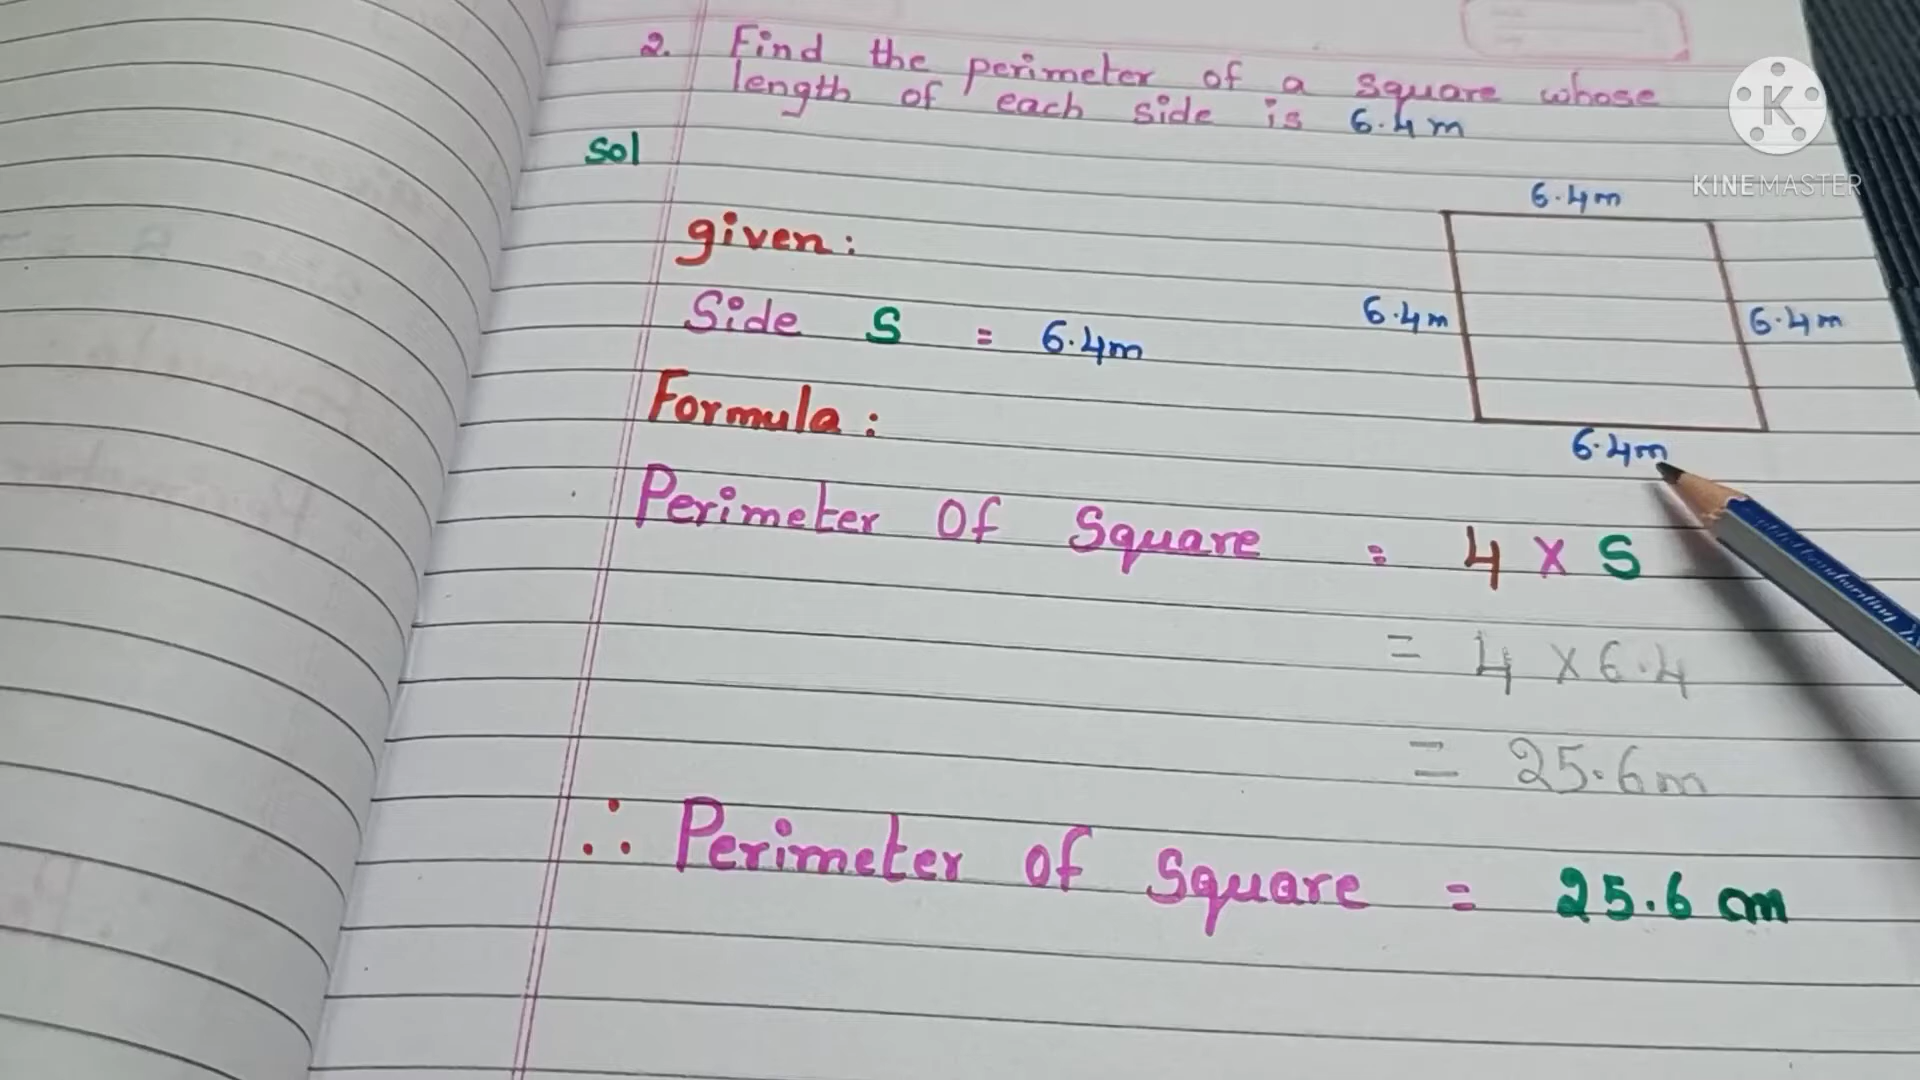 2. Find the perimeter of a square whose
length of each side is 6.4m
Sol
6.4m
given:
Side S = 6.4m
6.4m
6.4m
Formula:
6.4m
Perimeter Of Square = 4 × S
= 4 × 6.4
= 25.6m
∴ Perimeter of Square = 25.6 cm
K
KINEMASTER